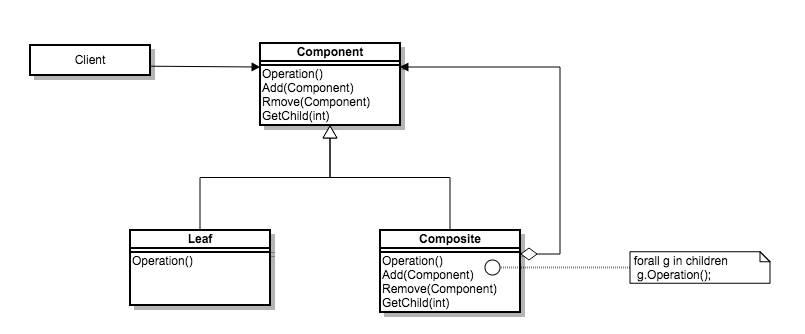 Client
Component
Operation()
Add(Component)
Rmove(Component)
GetChild(int)
Leaf
Operation()
Composite
Operation()
Add(Component)
Remove(Component)
GetChild(int)
forall g in children
g.Operation();